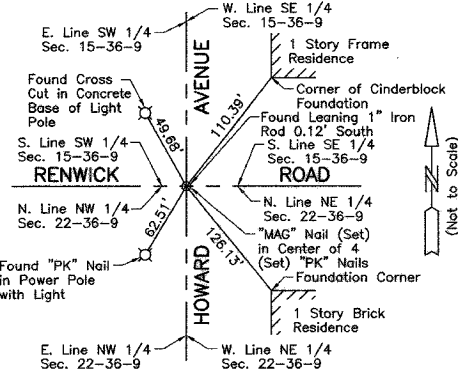 E. Line SW 1/4
Sec. 15-36-9
W. Line SE 1/4
Sec. 15-36-9
1 Story Frame
Residence
Found Cross
Cut in Concrete
Base of Light
Pole
AVENUE
49.68'
110.39'
Corner of Cinderblock
Foundation
Found Leaning 1" Iron
Rod 0.12' South
S. Line SW 1/4
Sec. 15-36-9
S. Line SE 1/4
Sec. 15-36-9
RENWICK
ROAD
N. Line NW 1/4
Sec. 22-36-9
N. Line NE 1/4
Sec. 22-36-9
N
(Not to Scale)
62.51'
126.13'
"MAG" Nail (Set)
in Center of 4
(Set) "PK" Nails
Foundation Corner
Found "PK" Nail
in Power Pole
with Light
HOWARD
1 Story Brick
Residence
E. Line NW 1/4
Sec. 22-36-9
W. Line NE 1/4
Sec. 22-36-9